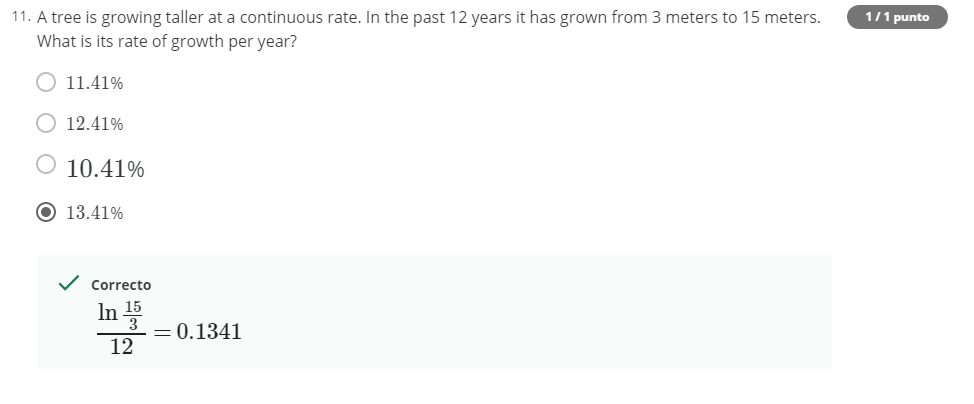 11. A tree is growing taller at a continuous rate. In the past 12 years it has grown from 3 meters to 15 meters.
What is its rate of growth per year?
1 / 1 punto
11.41%
12.41%
10.41%
13.41%
Correcto
ln 15/3
12
= 0.1341